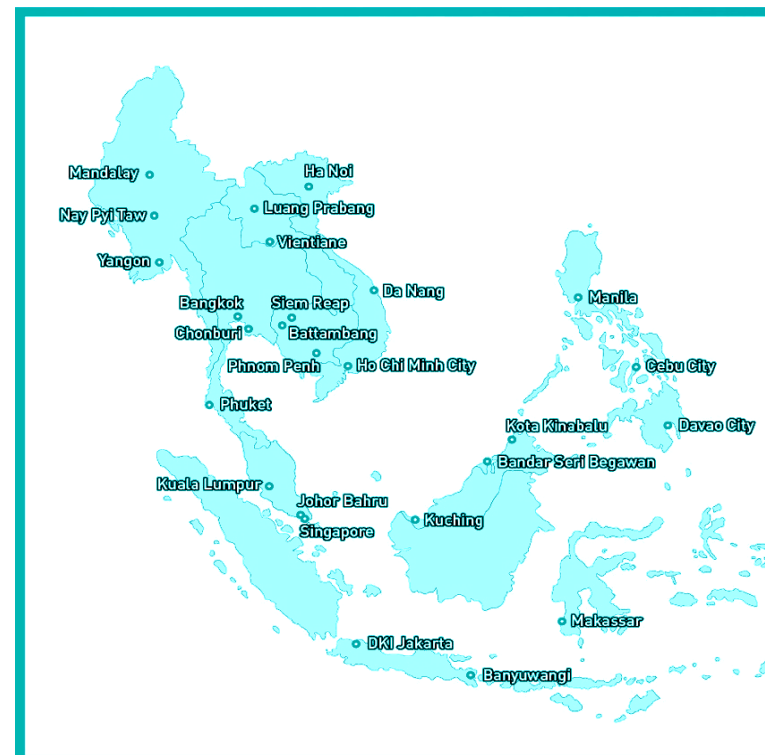 Ha Noi
Mandalay
Luang Prabang
Nay Pyi Taw
Vientiane
Yangon
Da Nang
Manila
Bangkok
Siem Reap
Chonburi
Battambang
Phnom Penh
Ho Chi Minh City
Cebu City
Phuket
Kota Kinabalu
Davao City
Bandar Seri Begawan
Kuala Lumpur
Johor Bahru
Kuching
Singapore
Makassar
DKI Jakarta
Banyuwangi